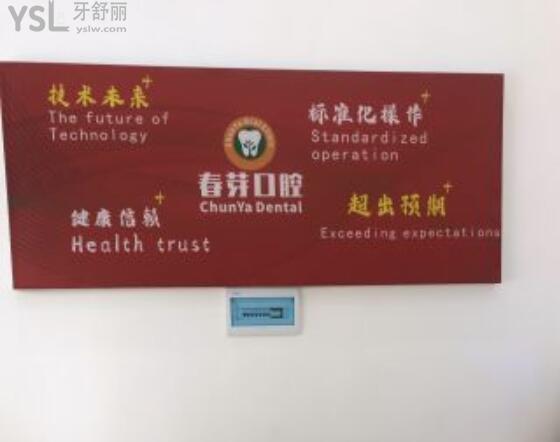 YSL 牙舒丽
yslw.com
技术未来
The future of
Technology
标准化操作
Standardized
operation
春芽口腔
ChunYa Dental
健康信赖
Health trust
超出预期
Exceeding expectations